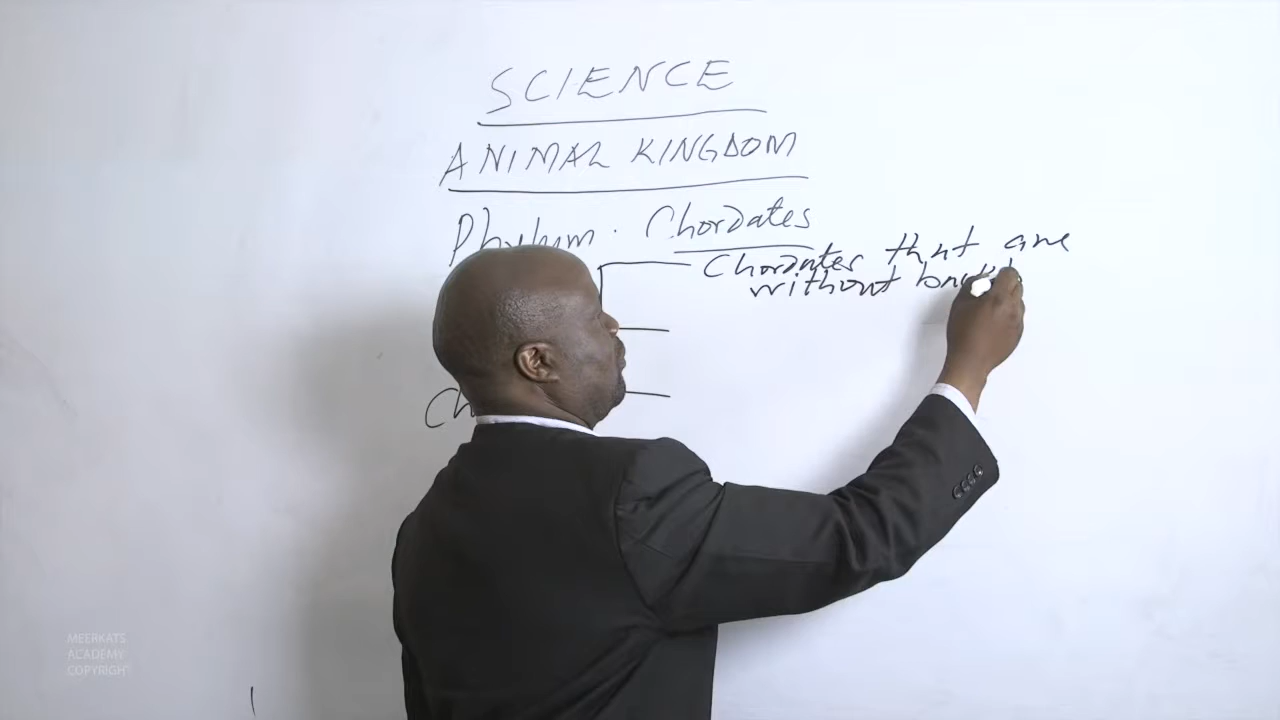 SCIENCE
ANIMAL KINGDOM
Phylum. Chordates
Chordates that are
without
MEERKATS
ACADEMY
COPYRIGHT